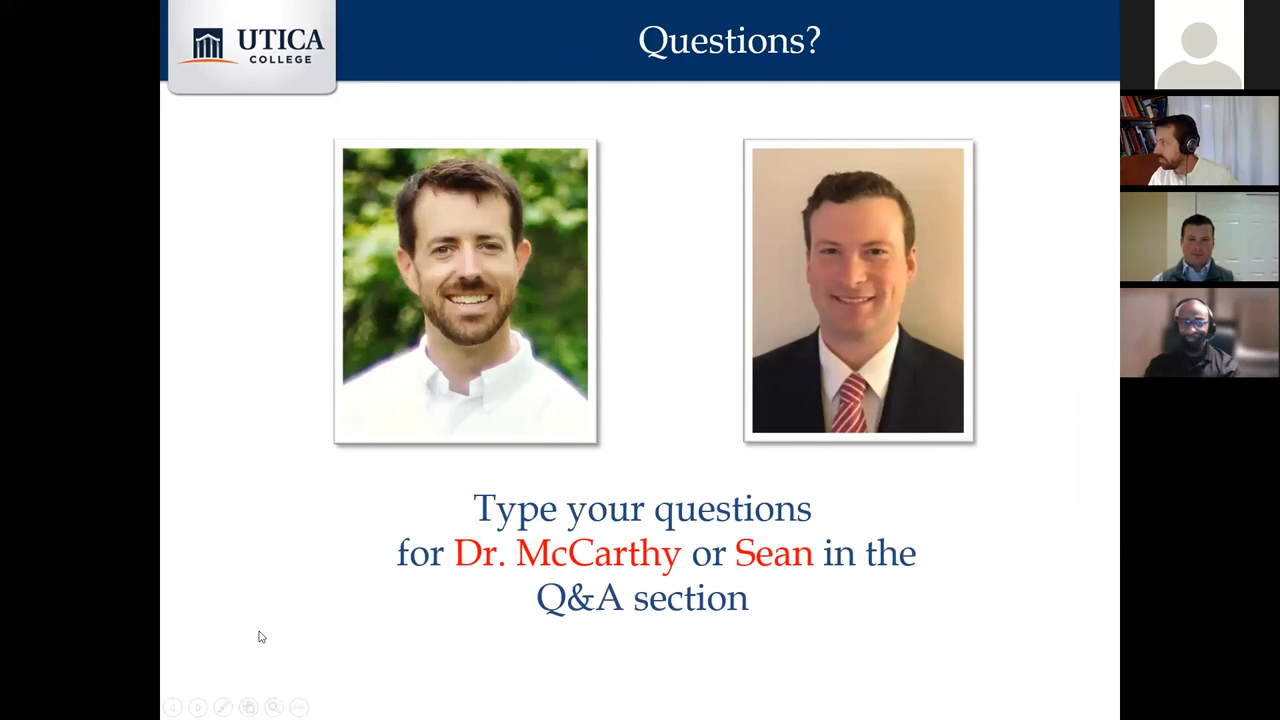 UTICA
COLLEGE
Questions?
Type your questions
for Dr. McCarthy or Sean in the
Q&A section